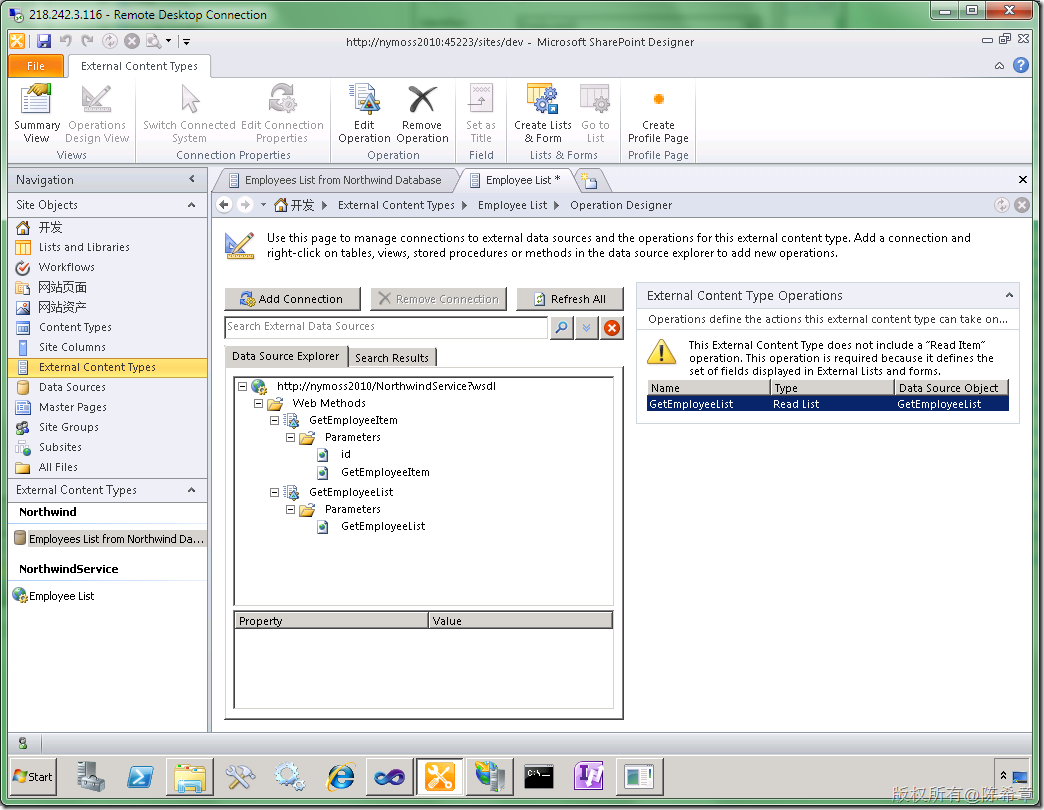 218.242.3.116 - Remote Desktop Connection
http://nymoss2010:45223/sites/dev - Microsoft SharePoint Designer
File
External Content Types
Summary View
Operations Design View
Views
Switch Connected System
Edit Connection Properties
Connection Properties
Edit Operation
Remove Operation
Operation
Set as Title
Field
Create Lists & Form
Go to List
Lists & Forms
Create Profile Page
Profile Page
Navigation
Employees List from Northwind Database
Employee List *
Site Objects
开发
Lists and Libraries
Workflows
网站页面
网站资产
Content Types
Site Columns
External Content Types
Data Sources
Master Pages
Site Groups
Subsites
All Files
External Content Types
Northwind
Employees List from Northwind Da...
NorthwindService
Employee List
开发 External Content Types Employee List Operation Designer
Use this page to manage connections to external data sources and the operations for this external content type. Add a connection and
right-click on tables, views, stored procedures or methods in the data source explorer to add new operations.
Add Connection
Remove Connection
Refresh All
Search External Data Sources
Data Source Explorer
Search Results
http://nymoss2010/NorthwindService?wsdl
Web Methods
GetEmployeeItem
Parameters
id
GetEmployeeItem
GetEmployeeList
Parameters
GetEmployeeList
Property Value
External Content Type Operations
Operations define the actions this external content type can take on...
This External Content Type does not include a "Read Item"
operation. This operation is required because it defines the
set of fields displayed in External Lists and forms.
Name Type Data Source Object
GetEmployeeList Read List GetEmployeeList
Start
C:\
版权所有@陈希章